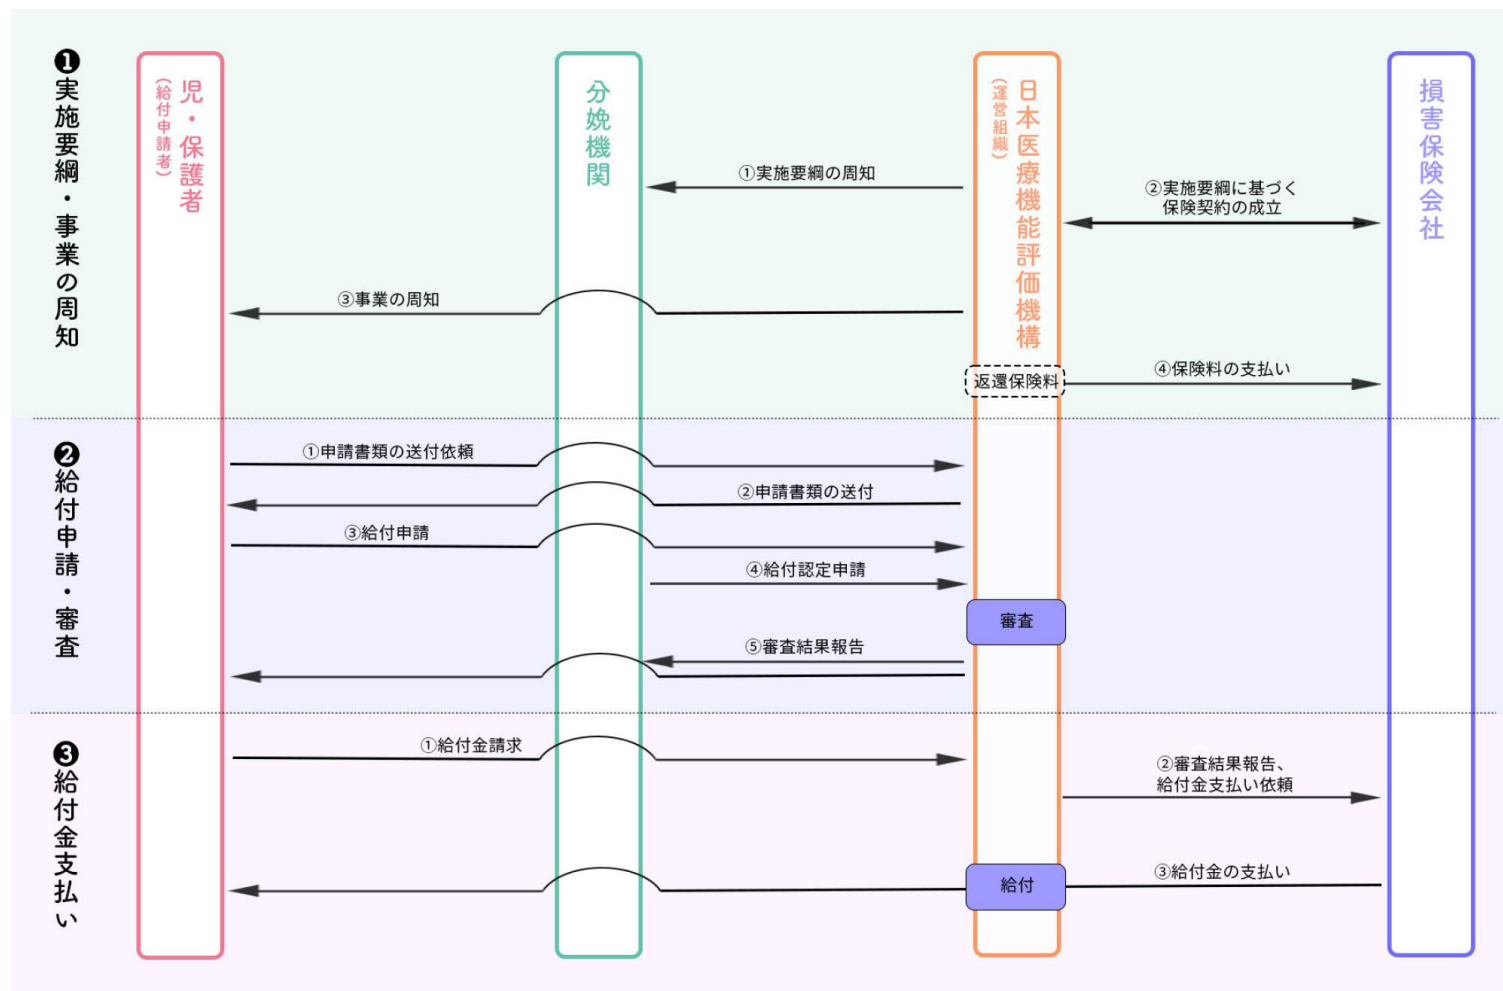 ❶実施要綱・事業の周知
児・保護者
(給付申請者)
分娩機関
日本医療機能評価機構
(運営組織)
損害保険会社
①実施要綱の周知
②実施要綱に基づく
保険契約の成立
③事業の周知
返還保険料
④保険料の支払い
❷給付申請・審査
①申請書類の送付依頼
②申請書類の送付
③給付申請
④給付認定申請
審査
⑤審査結果報告
❸給付金支払い
①給付金請求
②審査結果報告、
給付金支払い依頼
給付
③給付金の支払い